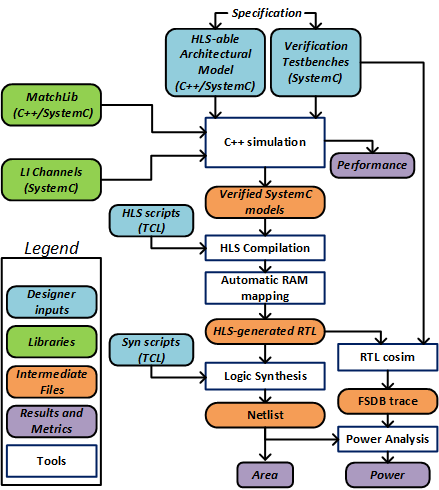 Specification
HLS-able
Architectural
Model
(C++/SystemC)
Verification
Testbenches
(SystemC)
MatchLib
(C++/SystemC)
C++ simulation
Performance
LI Channels
(SystemC)
Verified SystemC
models
HLS scripts
(TCL)
HLS Compilation
Automatic RAM
mapping
HLS-generated RTL
RTL cosim
Syn scripts
(TCL)
Logic Synthesis
FSDB trace
Netlist
Power Analysis
Area
Power
Legend
Designer
inputs
Libraries
Intermediate
Files
Results and
Metrics
Tools